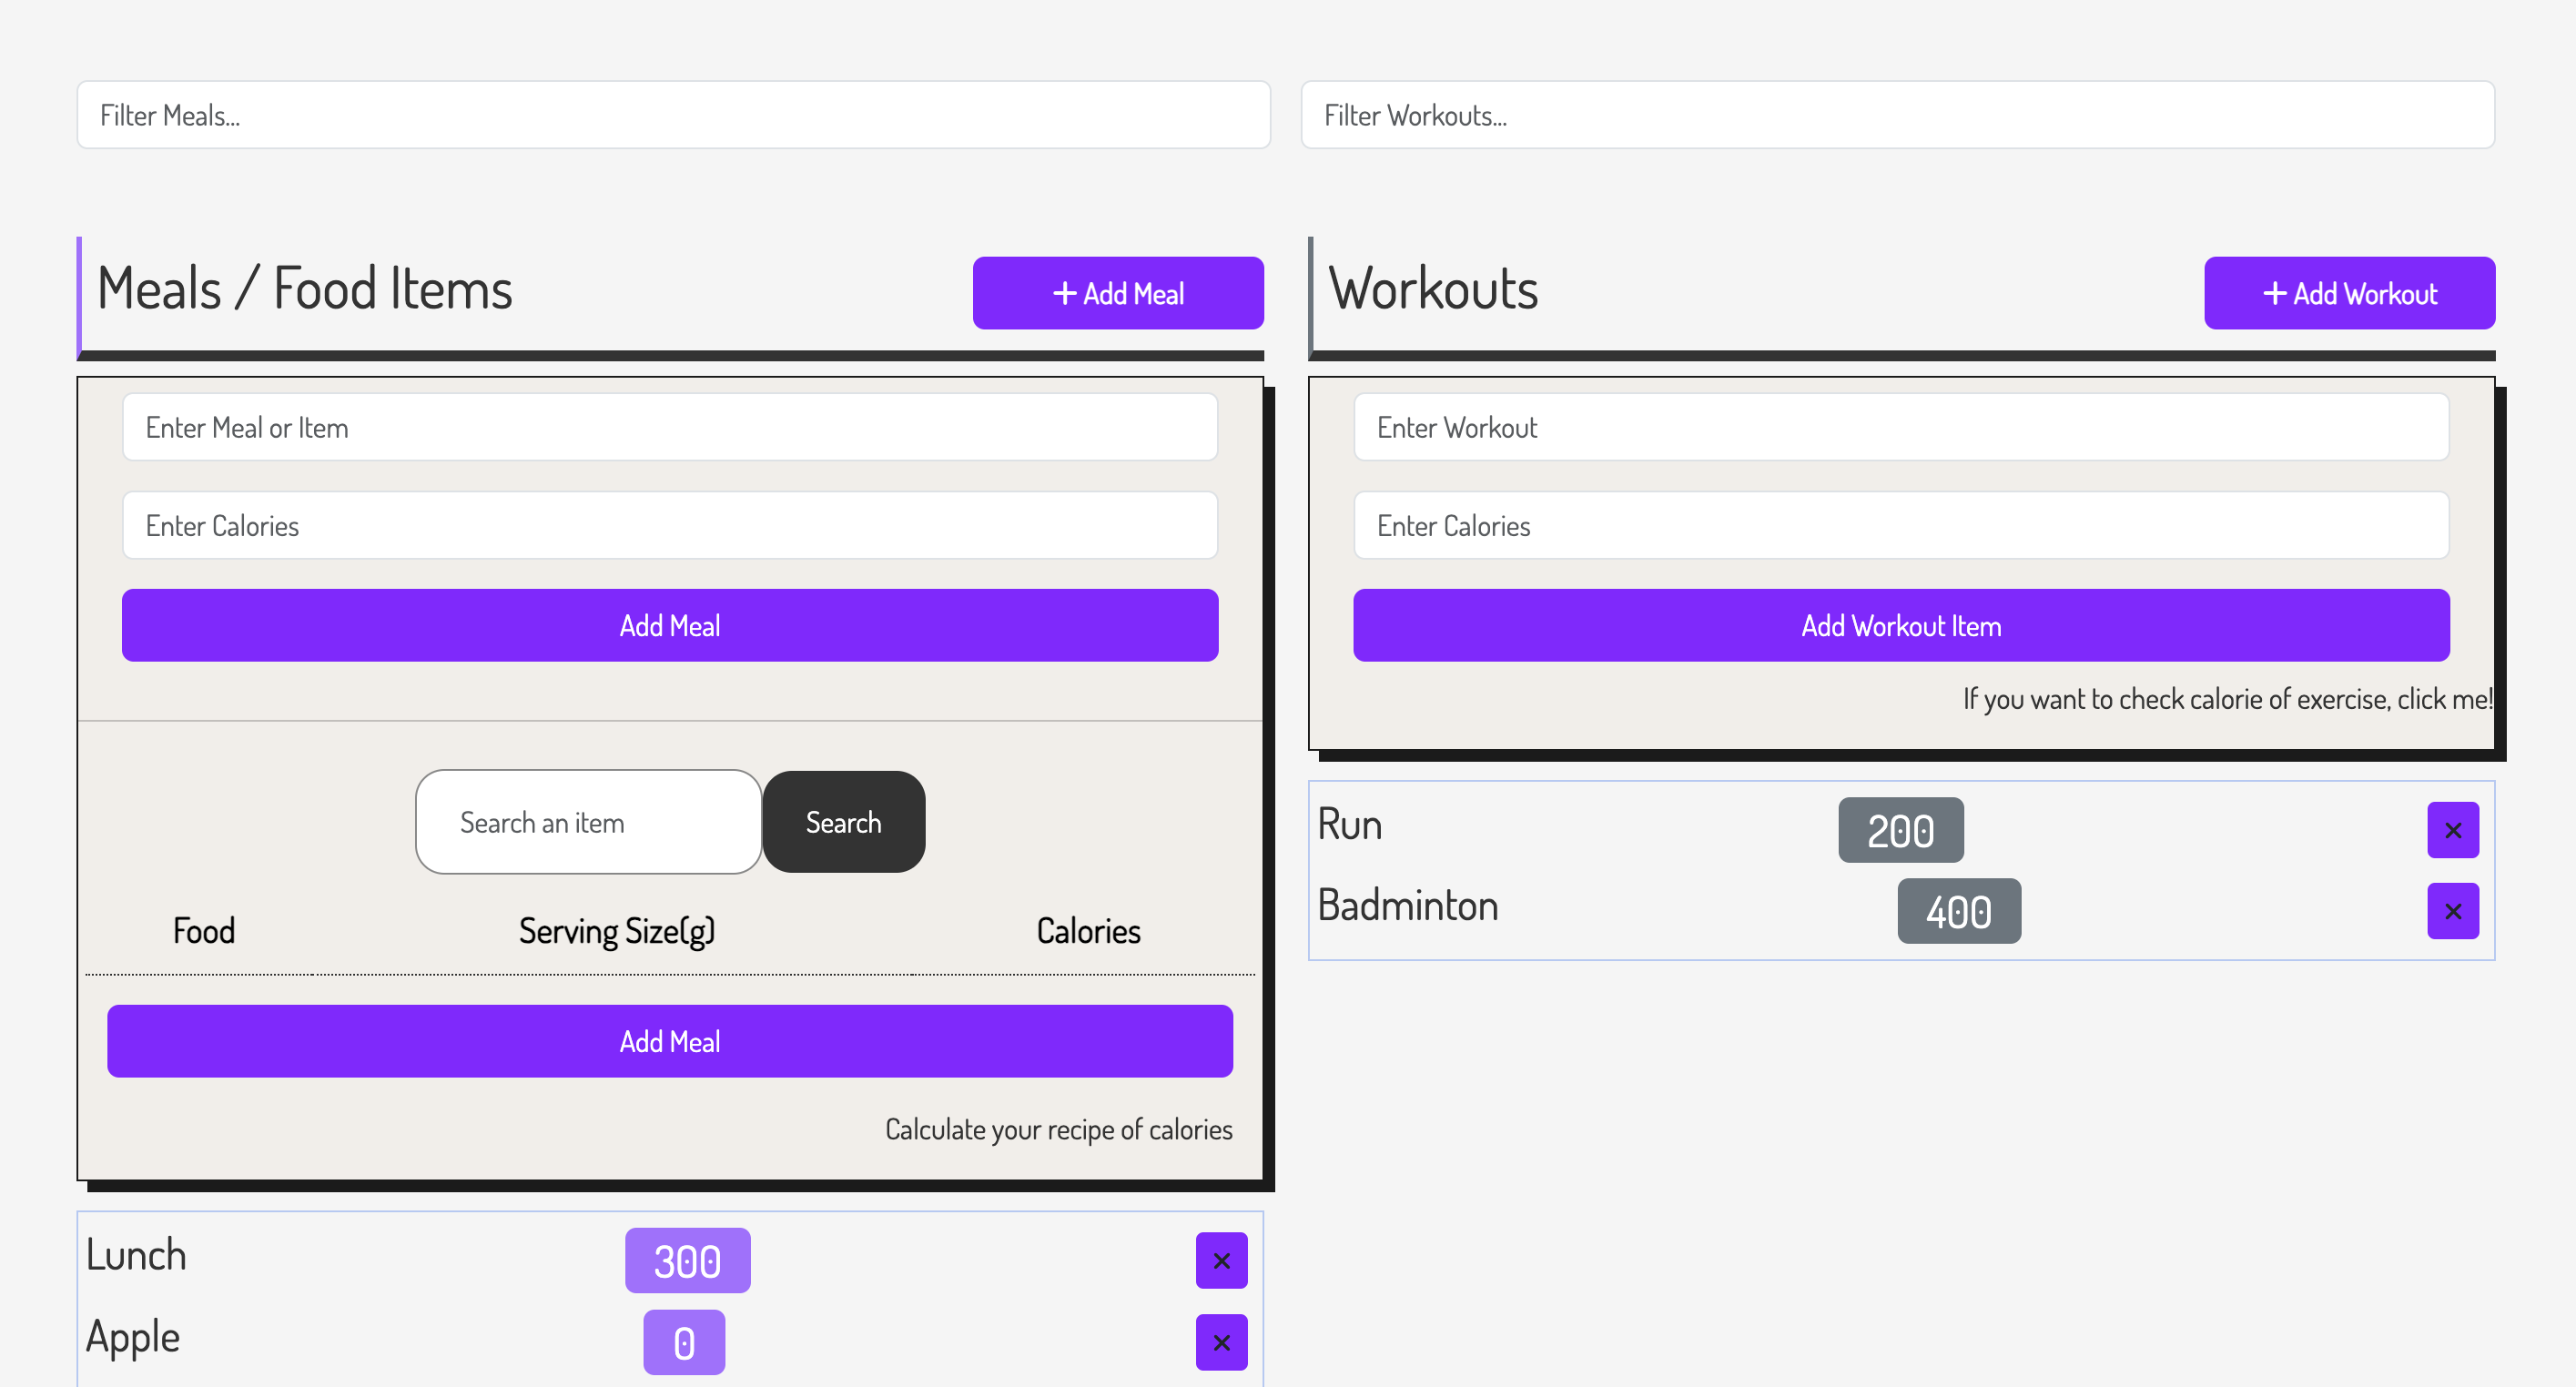 Filter Meals...
Filter Workouts...
Meals / Food Items
+ Add Meal
Enter Meal or Item
Enter Calories
Add Meal
Search an item
Search
Food Serving Size(g) Calories
Add Meal
Calculate your recipe of calories
Lunch 300 ×
Apple 0 ×
Workouts
+ Add Workout
Enter Workout
Enter Calories
Add Workout Item
If you want to check calorie of exercise, click me!
Run 200 ×
Badminton 400 ×